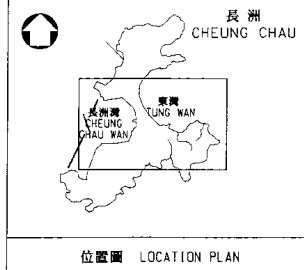 長洲
CHEUNG CHAU
長洲灣
CHEUNG
CHAU WAN
東灣
TUNG WAN
位置圖 LOCATION PLAN